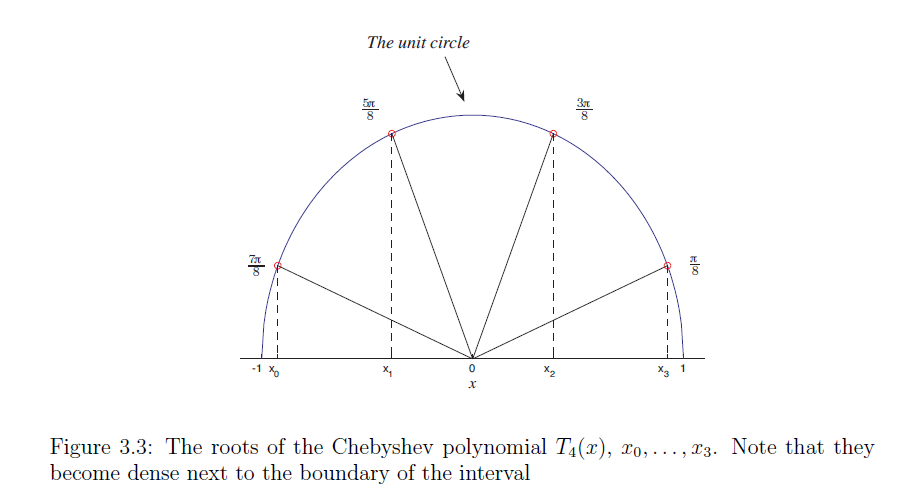 The unit circle
5π/8
3π/8
7π/8
π/8
-1 x₀ x₁ 0 x₂ x₃ 1
x
Figure 3.3: The roots of the Chebyshev polynomial T₄(x), x₀, . . . , x₃. Note that they
become dense next to the boundary of the interval